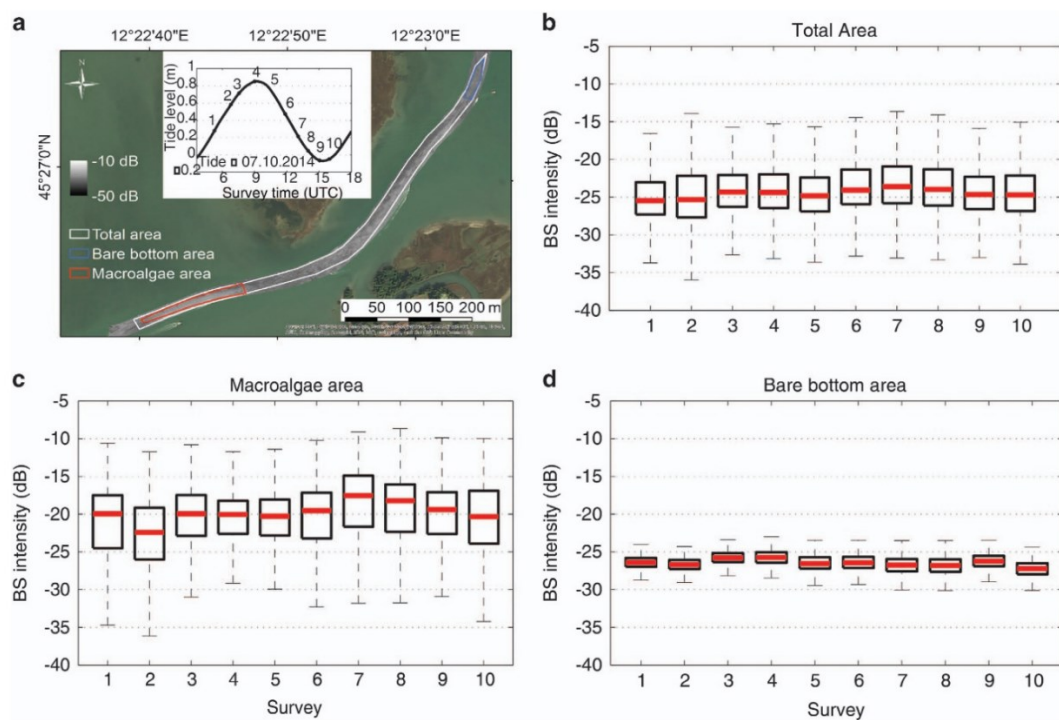 a
12°22'40"E 12°22'50"E 12°23'0"E
45°27'0"N
N
-10 dB
-50 dB
Total area
Bare bottom area
Macroalgae area
Tide level (m)
1
0.8
0.6
0.4
0.2
0
0.2
1 2 3 4 5 6 7 8 9 10
Tide 07.10.2014
3 6 9 12 15 18
Survey time (UTC)
0 50 100 150 200 m
b
Total Area
BS intensity (dB)
-5
-10
-15
-20
-25
-30
-35
-40
1 2 3 4 5 6 7 8 9 10
c
Macroalgae area
BS intensity (dB)
-5
-10
-15
-20
-25
-30
-35
-40
1 2 3 4 5 6 7 8 9 10
Survey
d
Bare bottom area
BS intensity (dB)
-5
-10
-15
-20
-25
-30
-35
-40
1 2 3 4 5 6 7 8 9 10
Survey